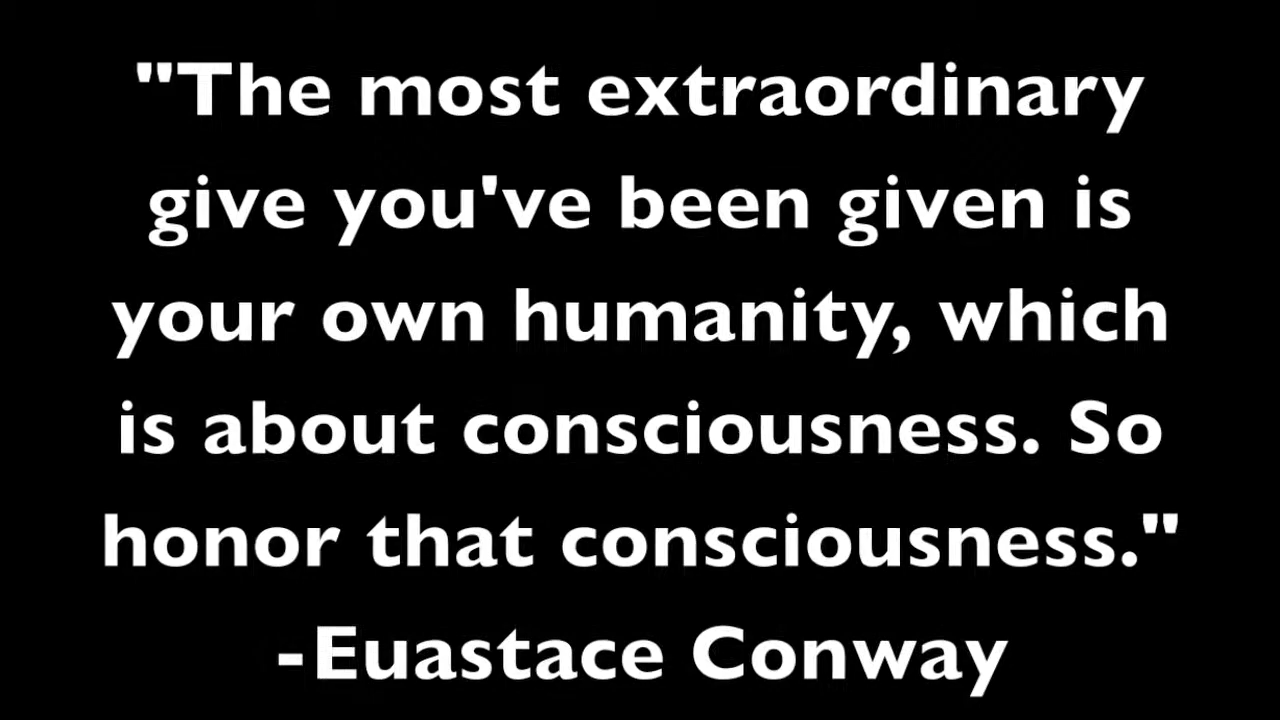 "The most extraordinary
give you've been given is
your own humanity, which
is about consciousness. So
honor that consciousness."
-Euastace Conway